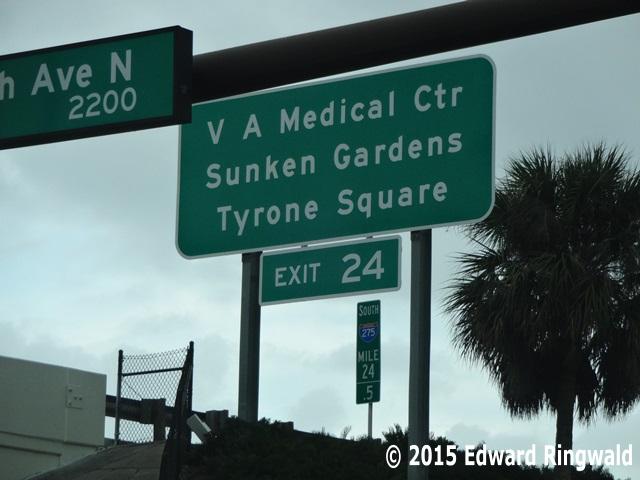 h Ave N
2200
V A Medical Ctr
Sunken Gardens
Tyrone Square
EXIT 24
SOUTH
275
MILE
24
.5
© 2015 Edward Ringwald